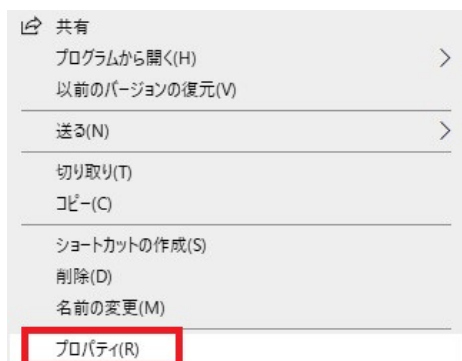 共有
プログラムから開く(H)
以前のバージョンの復元(V)
送る(N)
切り取り(T)
コピー(C)
ショートカットの作成(S)
削除(D)
名前の変更(M)
プロパティ(R)